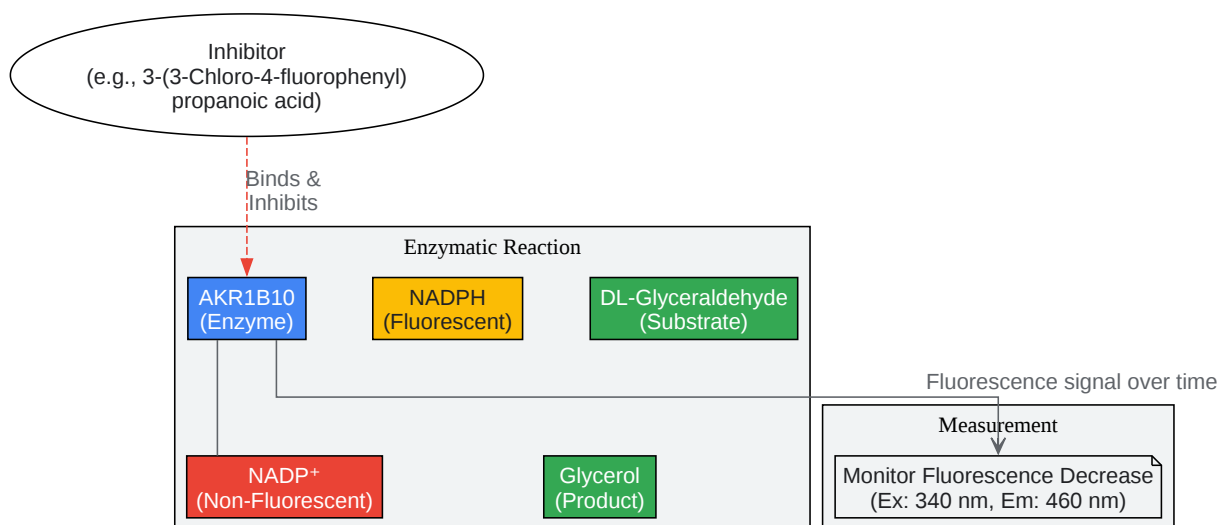 Inhibitor
(e.g., 3-(3-Chloro-4-fluorophenyl)
propanoic acid)
Binds &
Inhibits
Enzymatic Reaction
AKR1B10
(Enzyme)
NADPH
(Fluorescent)
DL-Glyceraldehyde
(Substrate)
Fluorescence signal over time
Measurement
NADP⁺
(Non-Fluorescent)
Glycerol
(Product)
Monitor Fluorescence Decrease
(Ex: 340 nm, Em: 460 nm)